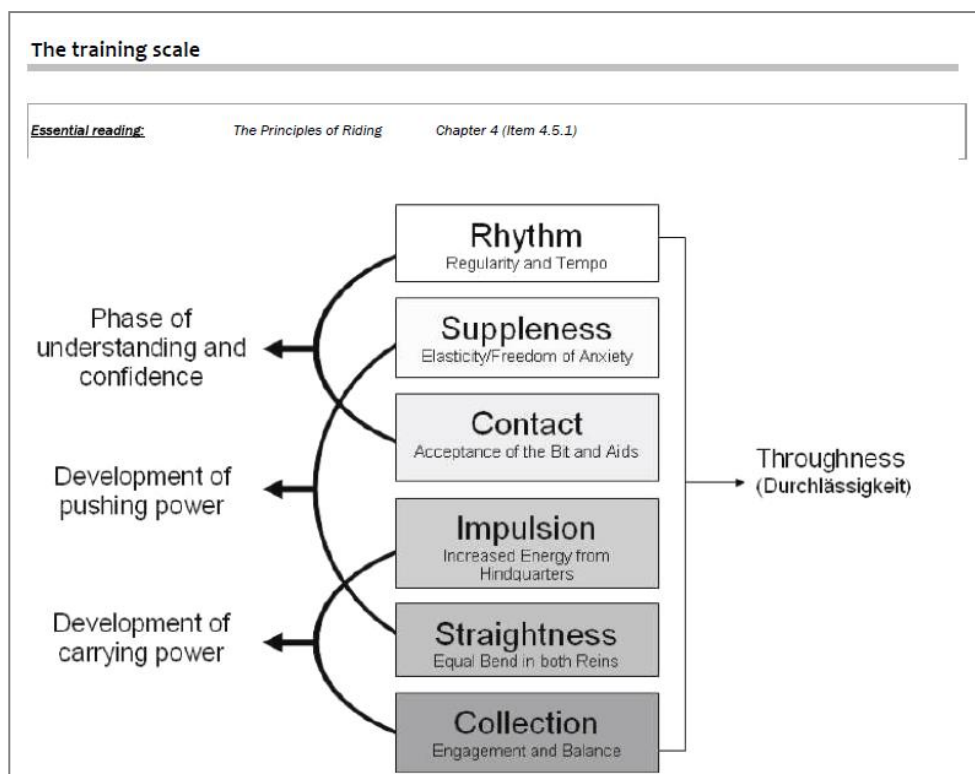 The training scale
Essential reading: The Principles of Riding Chapter 4 (Item 4.5.1)
Rhythm
Regularity and Tempo
Suppleness
Elasticity/Freedom of Anxiety
Contact
Acceptance of the Bit and Aids
Impulsion
Increased Energy from
Hindquarters
Straightness
Equal Bend in both Reins
Collection
Engagement and Balance
Phase of
understanding and
confidence
Development of
pushing power
Development of
carrying power
Throughness
(Durchlässigkeit)